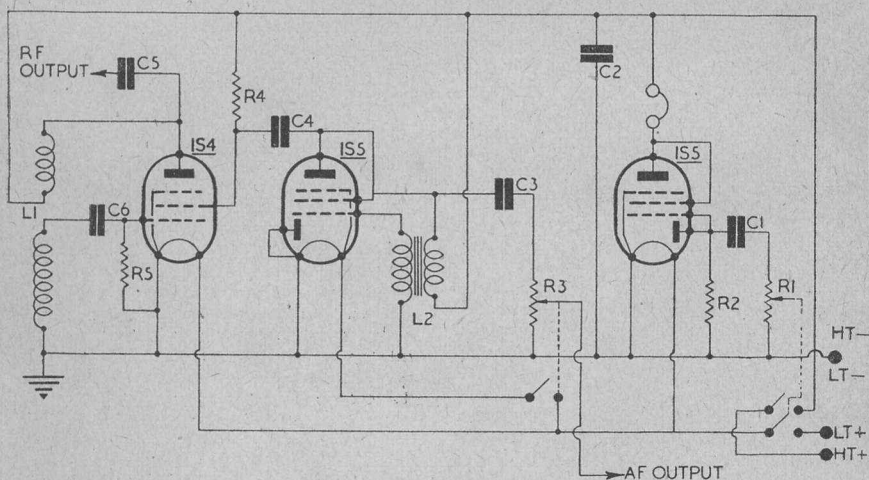 RF
OUTPUT
C5
R4
C4
C2
IS4
IS5
IS5
L1
C6
C3
C1
R5
R3
R2
R1
L2
HT—
LT—
LT+
HT+
AF OUTPUT